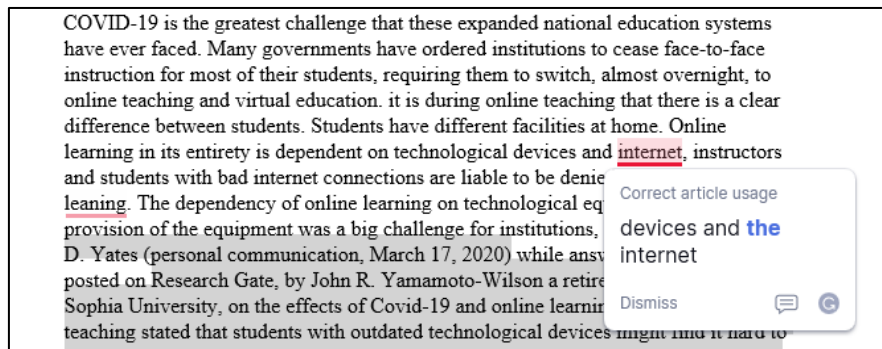 COVID-19 is the greatest challenge that these expanded national education systems
have ever faced. Many governments have ordered institutions to cease face-to-face
instruction for most of their students, requiring them to switch, almost overnight, to
online teaching and virtual education. it is during online teaching that there is a clear
difference between students. Students have different facilities at home. Online
learning in its entirety is dependent on technological devices and internet, instructors
and students with bad internet connections are liable to be
leaning. The dependency of online learning on technological
provision of the equipment was a big challenge for institutions,
D. Yates (personal communication, March 17, 2020) while
posted on Research Gate, by John R. Yamamoto-Wilson a
Sophia University, on the effects of Covid-19 and online
teaching stated that students with outdated technological devices might find it hard to
Correct article usage
devices and the
internet
Dismiss